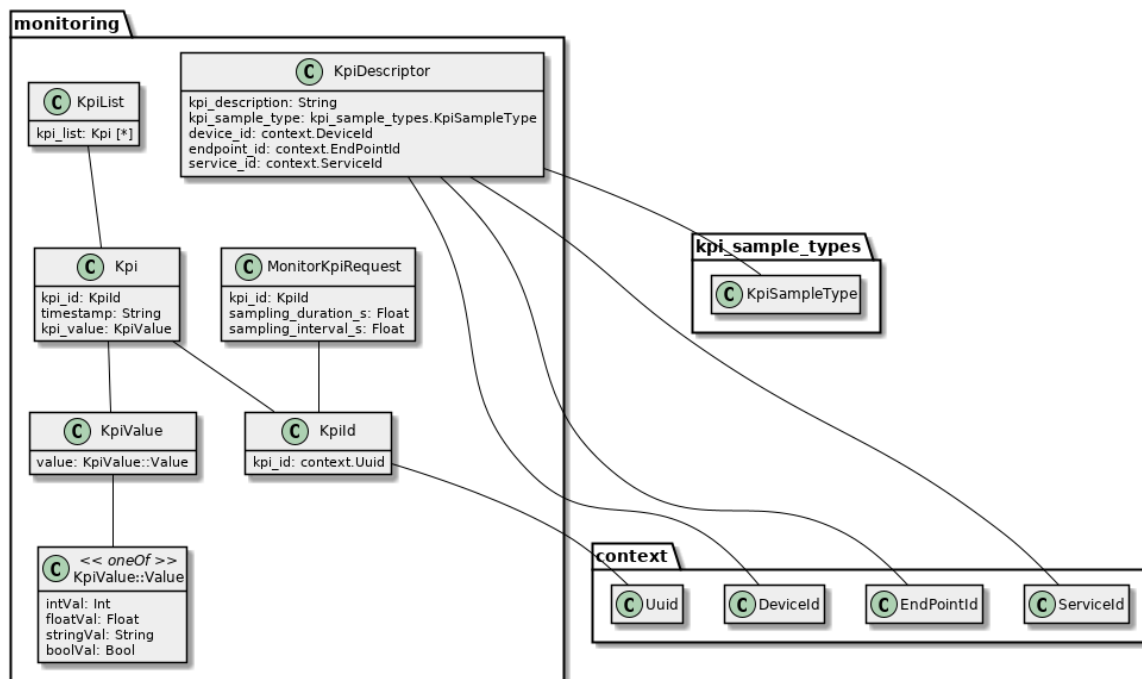 monitoring
C KpiList
kpi_list: Kpi [*]
C KpiDescriptor
kpi_description: String
kpi_sample_type: kpi_sample_types.KpiSampleType
device_id: context.DeviceId
endpoint_id: context.EndPointId
service_id: context.ServiceId
C Kpi
kpi_id: KpiId
timestamp: String
kpi_value: KpiValue
C MonitorKpiRequest
kpi_id: KpiId
sampling_duration_s: Float
sampling_interval_s: Float
kpi_sample_types
C KpiSampleType
C KpiValue
value: KpiValue::Value
C KpiId
kpi_id: context.Uuid
C << oneOf >>
KpiValue::Value
intVal: Int
floatVal: Float
stringVal: String
boolVal: Bool
context
C Uuid
C DeviceId
C EndPointId
C ServiceId